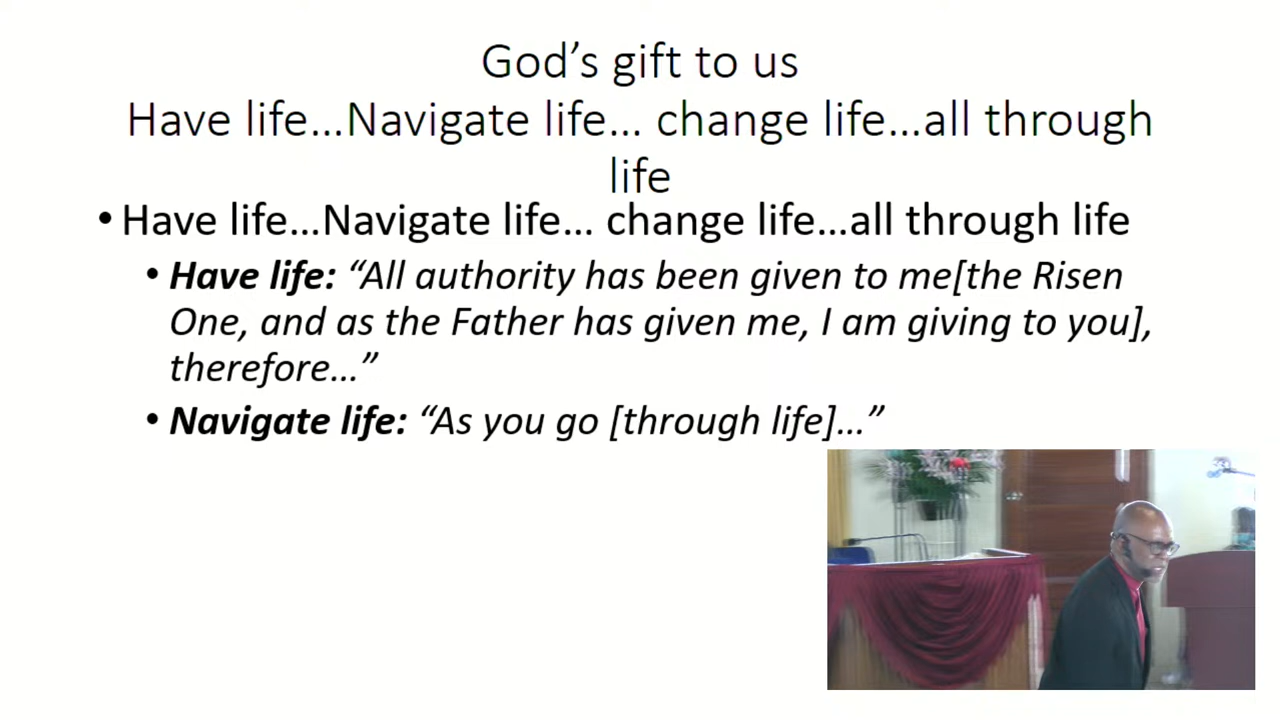 God’s gift to us
Have life…Navigate life… change life…all through
life
• Have life…Navigate life… change life…all through life
• Have life: “All authority has been given to me[the Risen
One, and as the Father has given me, I am giving to you],
therefore…”
• Navigate life: “As you go [through life]…”